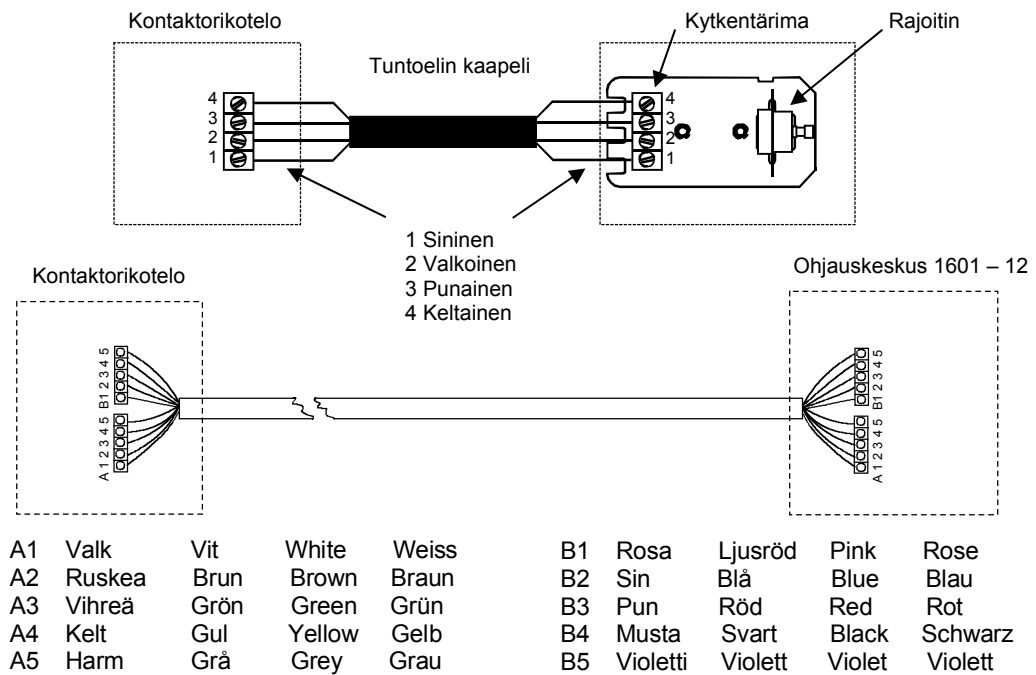 Kontaktorikotelo Kytkentärima Rajoitin
Tuntoelin kaapeli
4 4
3 3
2 2
1 1
1 Sininen
2 Valkoinen
3 Punainen
4 Keltainen
Kontaktorikotelo Ohjauskeskus 1601 – 12
B1 2 3 4 5 B1 2 3 4 5
A 1 2 3 4 5 A 1 2 3 4 5
A1 Valk Vit White Weiss B1 Rosa Ljusröd Pink Rose
A2 Ruskea Brun Brown Braun B2 Sin Blå Blue Blau
A3 Vihreä Grön Green Grün B3 Pun Röd Red Rot
A4 Kelt Gul Yellow Gelb B4 Musta Svart Black Schwarz
A5 Harm Grå Grey Grau B5 Violetti Violett Violet Violett